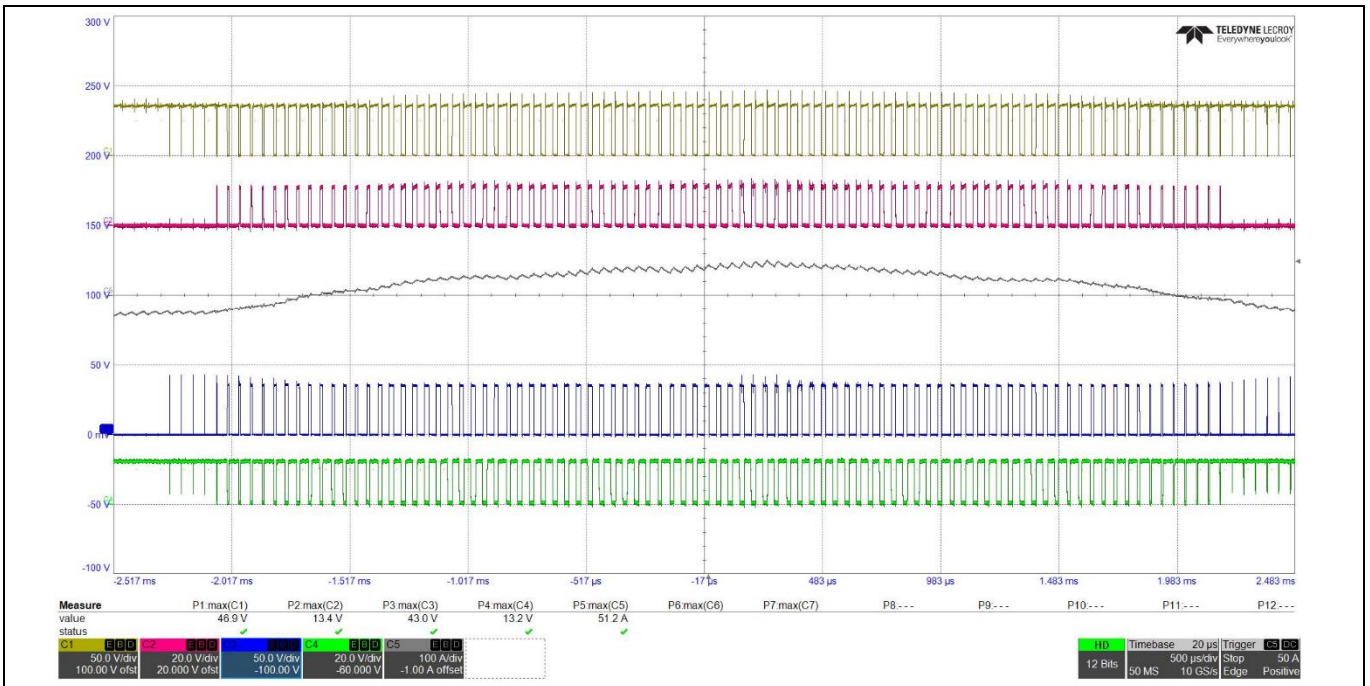 300 V
TELEDYNE LECROY
Everywhereyoulook
250 V
C1
200 V
C2
150 V
C5
100 V
50 V
0 mV
-50 V
C4
-100 V
-2.517 ms -2.017 ms -1.517 ms -1.017 ms -517 µs -17 µs 483 µs 983 µs 1.483 ms 1.983 ms 2.483 ms
Measure P1:max(C1) P2:max(C2) P3:max(C3) P4:max(C4) P5:max(C5) P6:max(C6) P7:max(C7) P8:--- P9:--- P10:--- P11:--- P12:---
value 46.9 V 13.4 V 43.0 V 13.2 V 51.2 A
status
C1 E B D C2 E B D C4 E B D C5 E B D HD Timebase 20 µs Trigger C5 DC
50.0 V/div 20.0 V/div 50.0 V/div 20.0 V/div 100 A/div 12 Bits 500 µs/div Stop 50 A
100.00 V ofst 20.000 V ofst -100.00 V -60.000 V -1.00 A offset 50 MS 10 GS/s Edge Positive